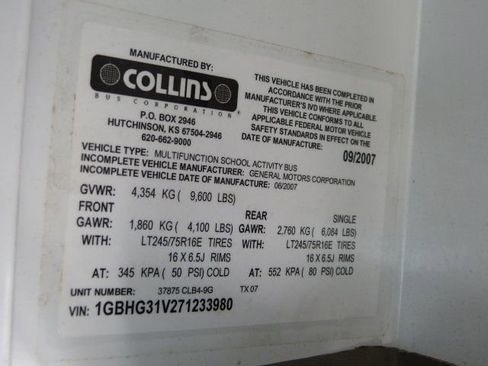 MANUFACTURED BY:
COLLINS
BUS CORPORATION
P.O. BOX 2946
HUTCHINSON, KS 67504-2946
620-662-9000
THIS VEHICLE HAS BEEN COMPLETED IN
ACCORDANCE WITH THE PRIOR
MANUFACTURER'S IVD WHERE APPLICABLE.
THIS VEHICLE CONFORMS TO ALL
APPLICABLE FEDERAL MOTOR VEHICLE
SAFETY STANDARDS IN EFFECT ON THE
DATE OF MANUFACTURE: 09/2007
VEHICLE TYPE: MULTIFUNCTION SCHOOL ACTIVITY BUS
INCOMPLETE VEHICLE MANUFACTURER: GENERAL MOTORS CORPORATION
INCOMPLETE VEHICLE DATE OF MANUFACTURE: 06/2007
GVWR: 4,354 KG ( 9,600 LBS)
FRONT REAR SINGLE
GAWR: 1,860 KG ( 4,100 LBS) GAWR: 2,760 KG ( 6,084 LBS)
WITH: LT245/75R16E TIRES WITH: LT245/75R16E TIRES
16 X 6.5J RIMS 16 X 6.5J RIMS
AT: 345 KPA ( 50 PSI) COLD AT: 552 KPA ( 80 PSI) COLD
UNIT NUMBER: 37875 CLB4-9G TX 07
VIN: 1GBHG31V271233980